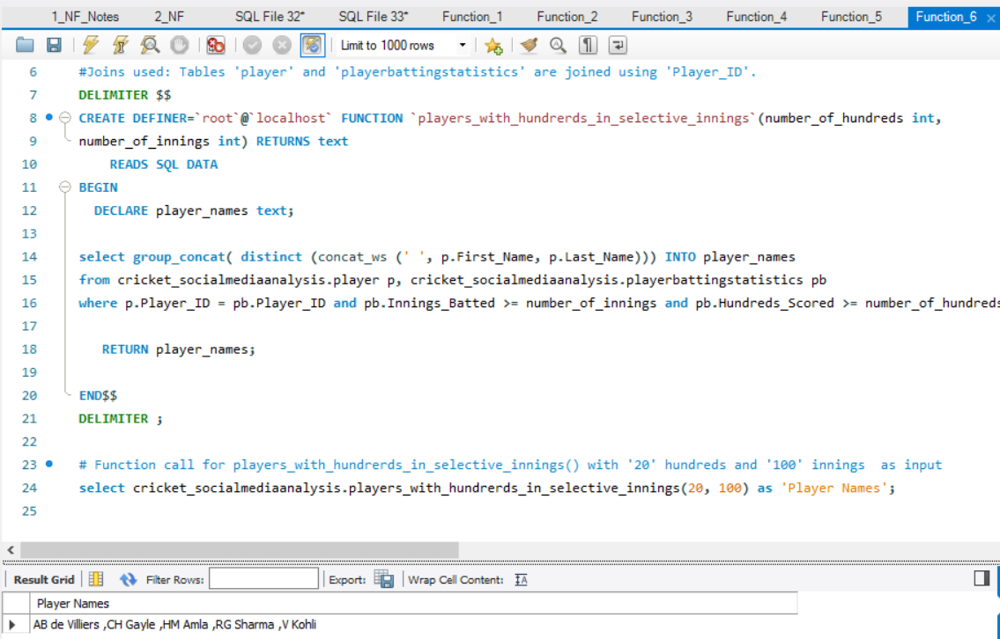 1_NF_Notes 2_NF SQL File 32* SQL File 33* Function_1 Function_2 Function_3 Function_4 Function_5 Function_6 ×
Limit to 1000 rows
6 #Joins used: Tables 'player' and 'playerbattingstatistics' are joined using 'Player_ID'.
7 DELIMITER $$
8 CREATE DEFINER=`root`@`localhost` FUNCTION `players_with_hundrerds_in_selective_innings`(number_of_hundreds int,
9 number_of_innings int) RETURNS text
10 READS SQL DATA
11 BEGIN
12 DECLARE player_names text;
13
14 select group_concat( distinct (concat_ws (' ', p.First_Name, p.Last_Name))) INTO player_names
15 from cricket_socialmediaanalysis.player p, cricket_socialmediaanalysis.playerbattingstatistics pb
16 where p.Player_ID = pb.Player_ID and pb.Innings_Batted >= number_of_innings and pb.Hundreds_Scored >= number_of_hundreds
17
18 RETURN player_names;
19
20 END$$
21 DELIMITER ;
22
23 # Function call for players_with_hundrerds_in_selective_innings() with '20' hundreds and '100' innings  as input
24 select cricket_socialmediaanalysis.players_with_hundrerds_in_selective_innings(20, 100) as 'Player Names';
25
Result Grid Filter Rows: Export: Wrap Cell Content:
Player Names
AB de Villiers ,CH Gayle ,HM Amla ,RG Sharma ,V Kohli